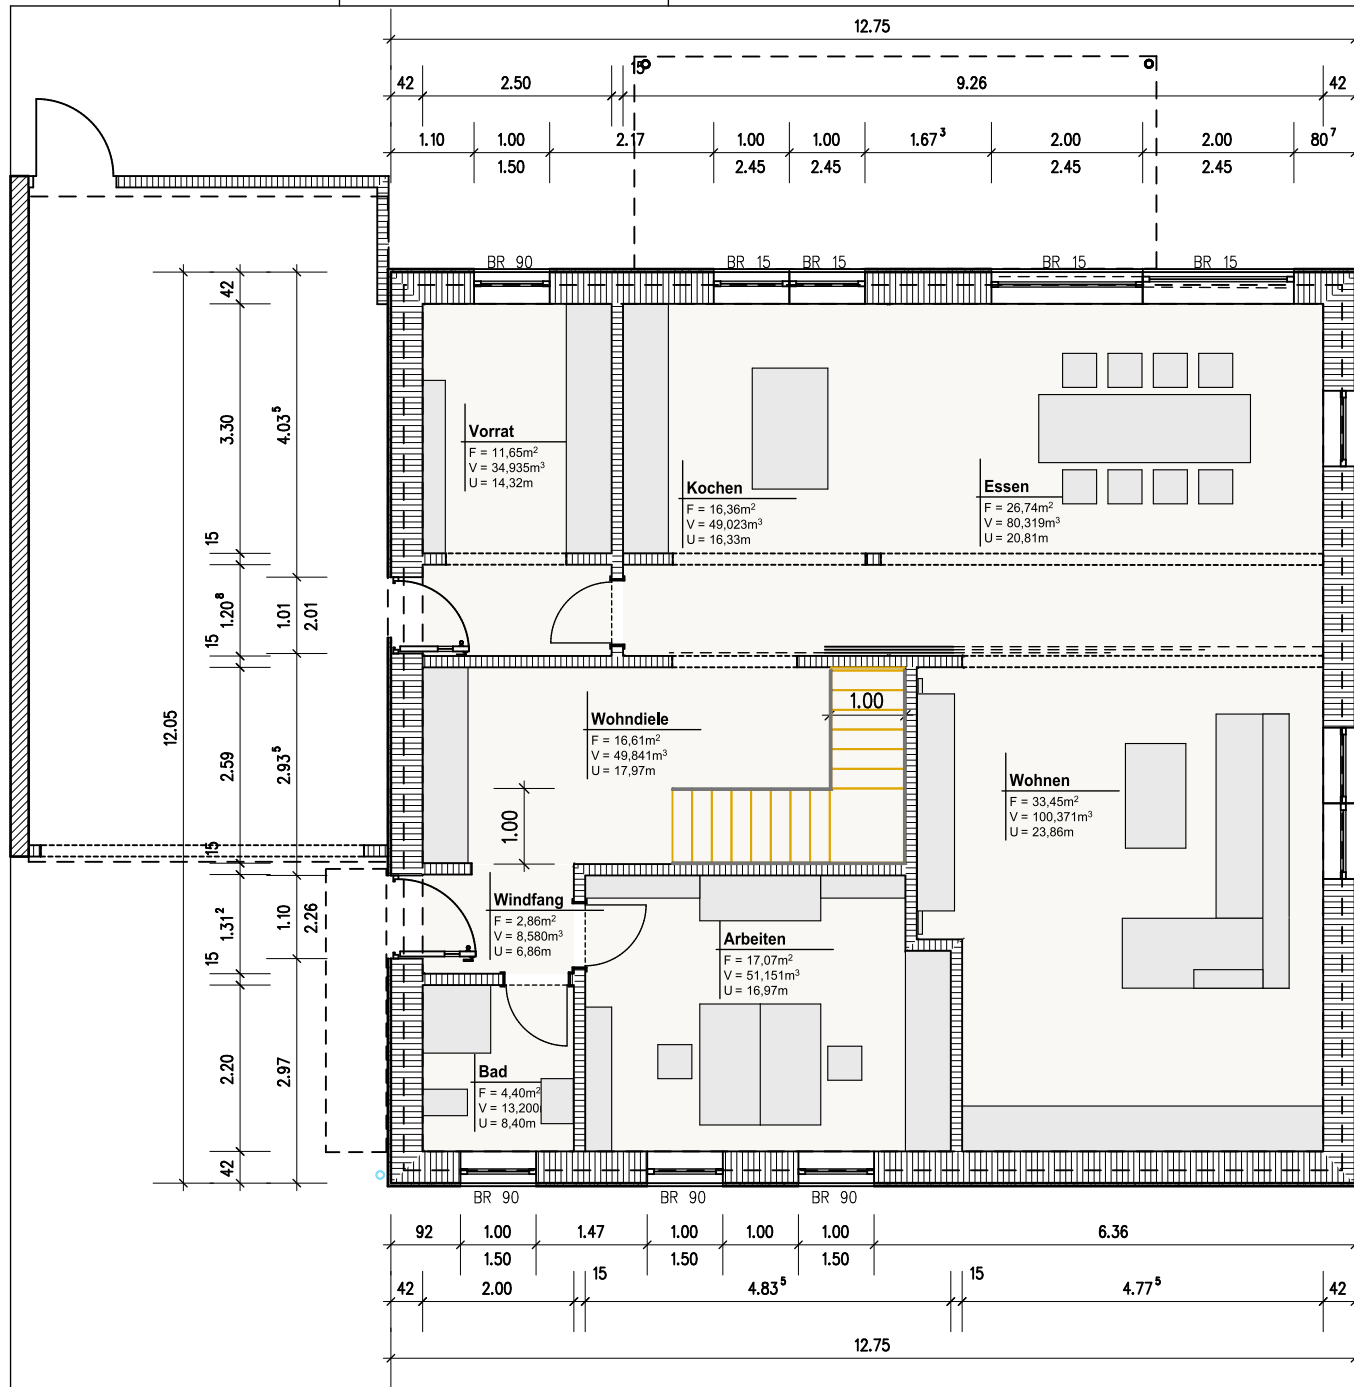 12.75
42
2.50
15
9.26
42
1.10
1.00
2.17
1.00
1.00
1.67³
2.00
2.00
80⁷
1.50
2.45
2.45
2.45
2.45
BR 90
BR 15
BR 15
BR 15
BR 15
42
3.30
4.03⁵
15
1.20⁸
1.01
2.01
15
12.05
2.59
2.93⁵
15
1.31²
1.10
2.26
15
2.20
2.97
42
Vorrat
F = 11,65m²
V = 34,935m³
U = 14,32m
Kochen
F = 16,36m²
V = 49,023m³
U = 16,33m
Essen
F = 26,74m²
V = 80,319m³
U = 20,81m
Wohndiele
F = 16,61m²
V = 49,841m³
U = 17,97m
1.00
1.00
Wohnen
F = 33,45m²
V = 100,371m³
U = 23,86m
Windfang
F = 2,86m²
V = 8,580m³
U = 6,86m
Arbeiten
F = 17,07m²
V = 51,151m³
U = 16,97m
Bad
F = 4,40m²
V = 13,200
U = 8,40m
BR 90
BR 90
BR 90
92
1.00
1.47
1.00
1.00
1.00
6.36
1.50
1.50
1.50
42
2.00
15
4.83⁵
15
4.77⁵
42
12.75